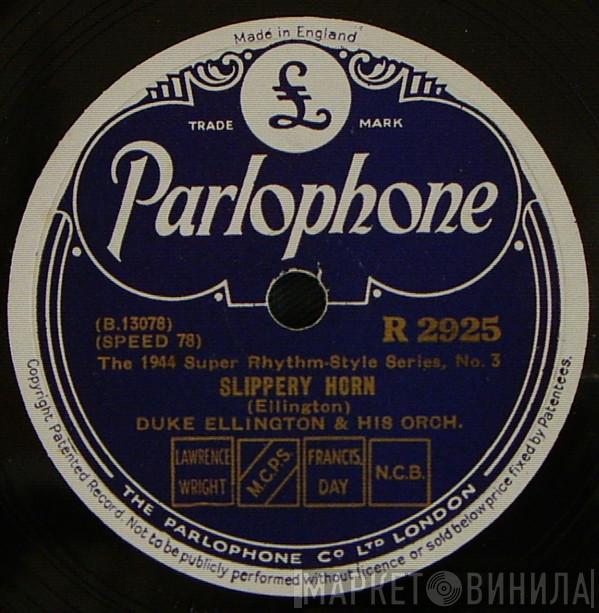 Made in England
£
TRADE MARK
Parlophone
(B.13078)
(SPEED 78)
R 2925
The 1944 Super Rhythm-Style Series, No. 3
SLIPPERY HORN
(Ellington)
DUKE ELLINGTON & HIS ORCH.
LAWRENCE
WRIGHT
M.C.P.S.
FRANCIS,
DAY
N.C.B.
THE PARLOPHONE Co LTD LONDON
Copyright. Patented Record. Not to be publicly performed without licence or sold below price fixed by Patentees.
МАРКЕТ ВИНИЛА